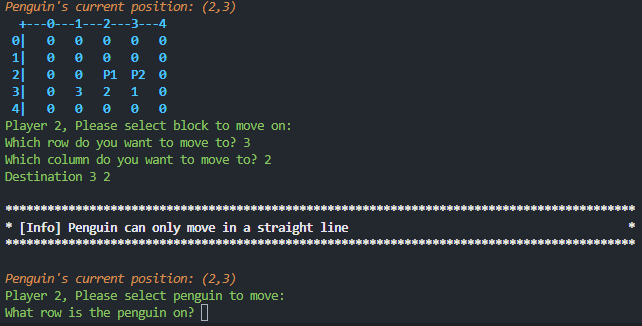 Penguin's current position: (2,3)
+---0---1---2---3---4
0|   0   0   0   0   0
1|   0   0   0   0   0
2|   0   0   P1  P2  0
3|   0   3   2   1   0
4|   0   0   0   0   0
Player 2, Please select block to move on:
Which row do you want to move to? 3
Which column do you want to move to? 2
Destination 3 2
******************************************************************************************
* [Info] Penguin can only move in a straight line *
******************************************************************************************
Penguin's current position: (2,3)
Player 2, Please select penguin to move:
What row is the penguin on?